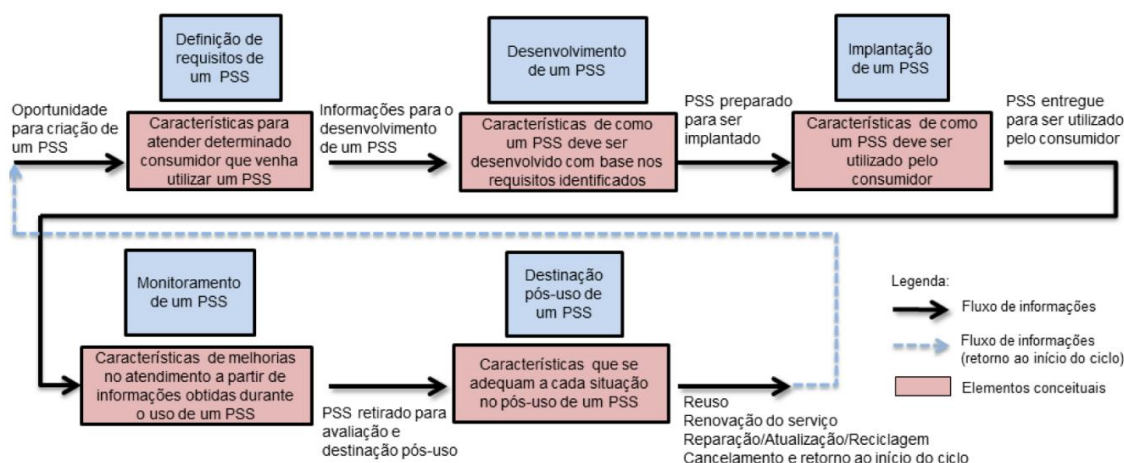 Definição de
requisitos de
um PSS
Desenvolvimento
de um PSS
Implantação
de um PSS
Oportunidade
para criação de
um PSS
Características para
atender determinado
consumidor que venha
utilizar um PSS
Informações para o
desenvolvimento
de um PSS
Características de como
um PSS deve ser
desenvolvido com base nos
requisitos identificados
PSS preparado
para ser
implantado
Características de como
um PSS deve ser
utilizado pelo
consumidor
PSS entregue
para ser utilizado
pelo consumidor
Monitoramento
de um PSS
Destinação
pós-uso de
um PSS
Características de melhorias
no atendimento a partir de
informações obtidas durante
o uso de um PSS
PSS retirado para
avaliação e
destinação pós-uso
Características que se
adequam a cada situação
no pós-uso de um PSS
Reuso
Renovação do serviço
Reparação/Atualização/Reciclagem
Cancelamento e retorno ao início do ciclo
Legenda:
Fluxo de informações
Fluxo de informações
(retorno ao início do ciclo)
Elementos conceituais